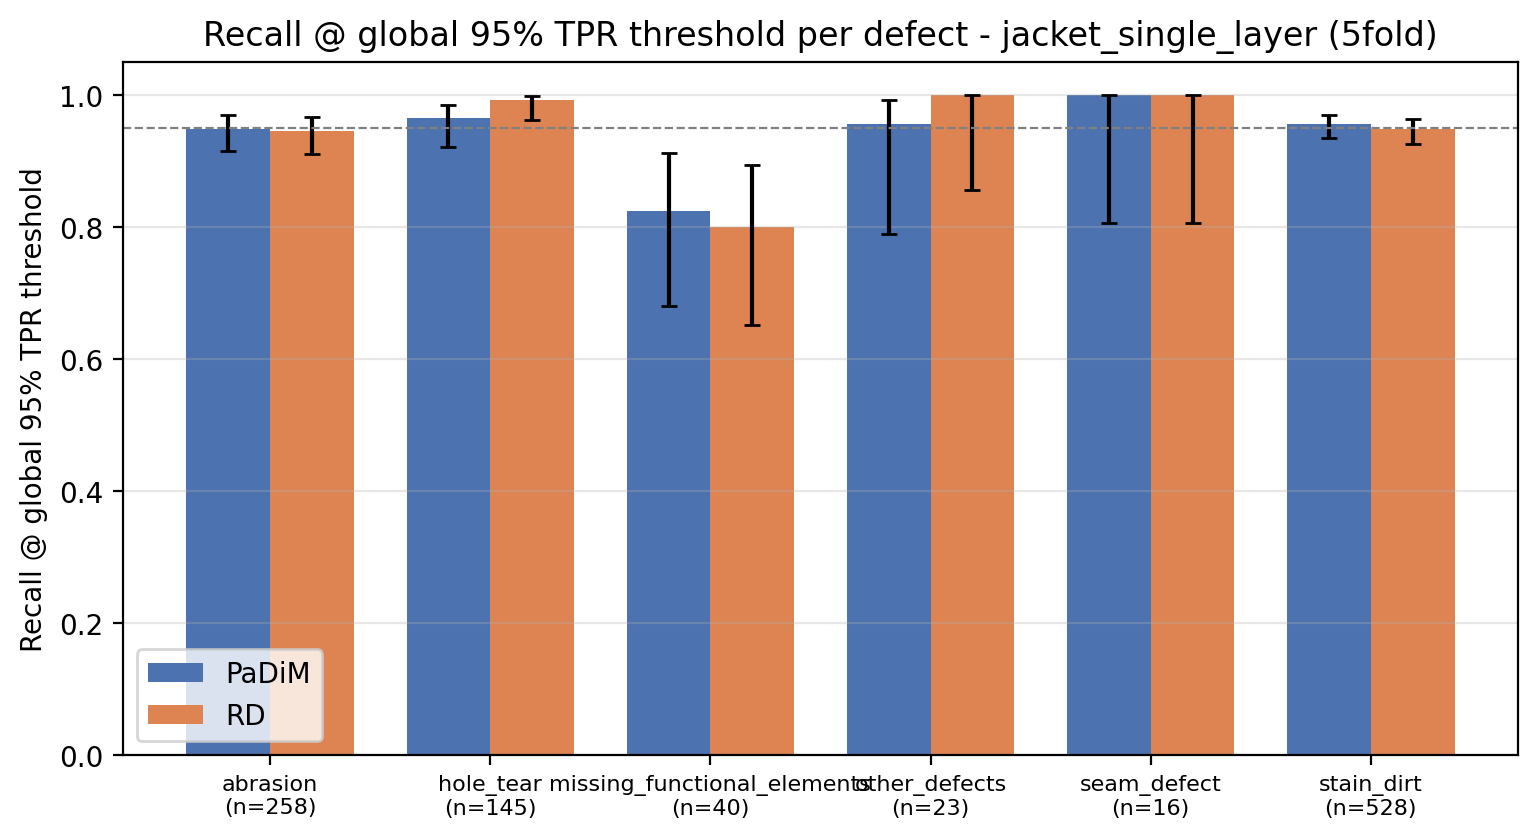 Recall @ global 95% TPR threshold per defect - jacket_single_layer (5fold)
Recall @ global 95% TPR threshold
1.0
0.8
0.6
0.4
0.2
0.0
PaDiM
RD
abrasion
(n=258)
hole_tear
(n=145)
missing_functional_elements
(n=40)
other_defects
(n=23)
seam_defect
(n=16)
stain_dirt
(n=528)